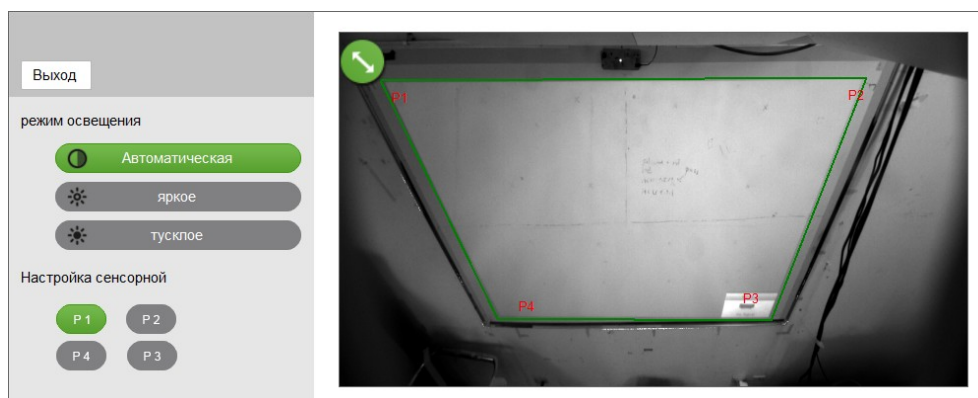 Выход
режим освещения
Автоматическая
яркое
тусклое
Настройка сенсорной
P 1
P 2
P 4
P 3
P1
P2
P4
P3